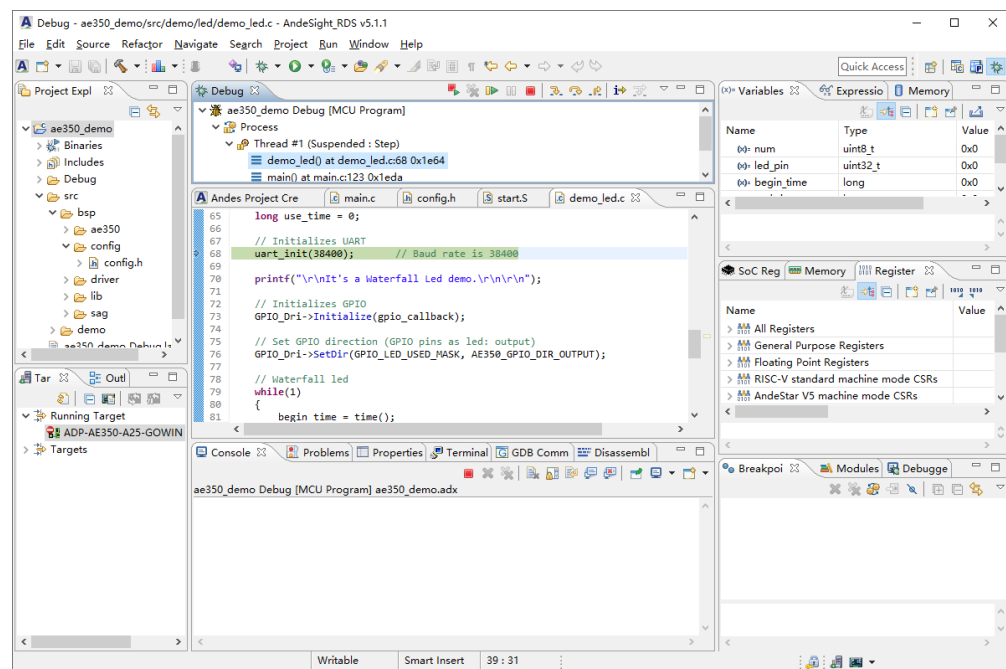 Debug - ae350_demo/src/demo/led/demo_led.c - AndeSight_RDS v5.1.1
File Edit Source Refactor Navigate Search Project Run Window Help
Quick Access
Project Expl
ae350_demo
Binaries
Includes
Debug
src
bsp
ae350
config
config.h
driver
lib
sag
demo
Debug
ae350_demo Debug [MCU Program]
Process
Thread #1 (Suspended : Step)
demo_led() at demo_led.c:68 0x1e64
main() at main.c:123 0x1eda
(x)= Variables Expressio Memory
Name Type Value
(x)= num uint8_t 0x0
(x)= led_pin uint32_t 0x0
(x)= begin_time long 0x0
Andes Project Cre main.c config.h start.S demo_led.c
65 long use_time = 0;
66
67 // Initializes UART
68 uart_init(38400); // Baud rate is 38400
69
70 printf("\r\nIt's a Waterfall Led demo.\r\n\r\n");
71
72 // Initializes GPIO
73 GPIO_Dri->Initialize(gpio_callback);
74
75 // Set GPIO direction (GPIO pins as led: output)
76 GPIO_Dri->SetDir(GPIO_LED_USED_MASK, AE350_GPIO_DIR_OUTPUT);
77
78 // Waterfall led
79 while(1)
80 {
81 begin time = time();
SoC Reg Memory Register
Name Value
All Registers
General Purpose Registers
Floating Point Registers
RISC-V standard machine mode CSRs
AndeStar V5 machine mode CSRs
Tar Outl
Running Target
ADP-AE350-A25-GOWIN
Targets
Console Problems Properties Terminal GDB Comm Disassembl
ae350_demo Debug [MCU Program] ae350_demo.adx
Breakpoi Modules Debugge
Writable Smart Insert 39 : 31